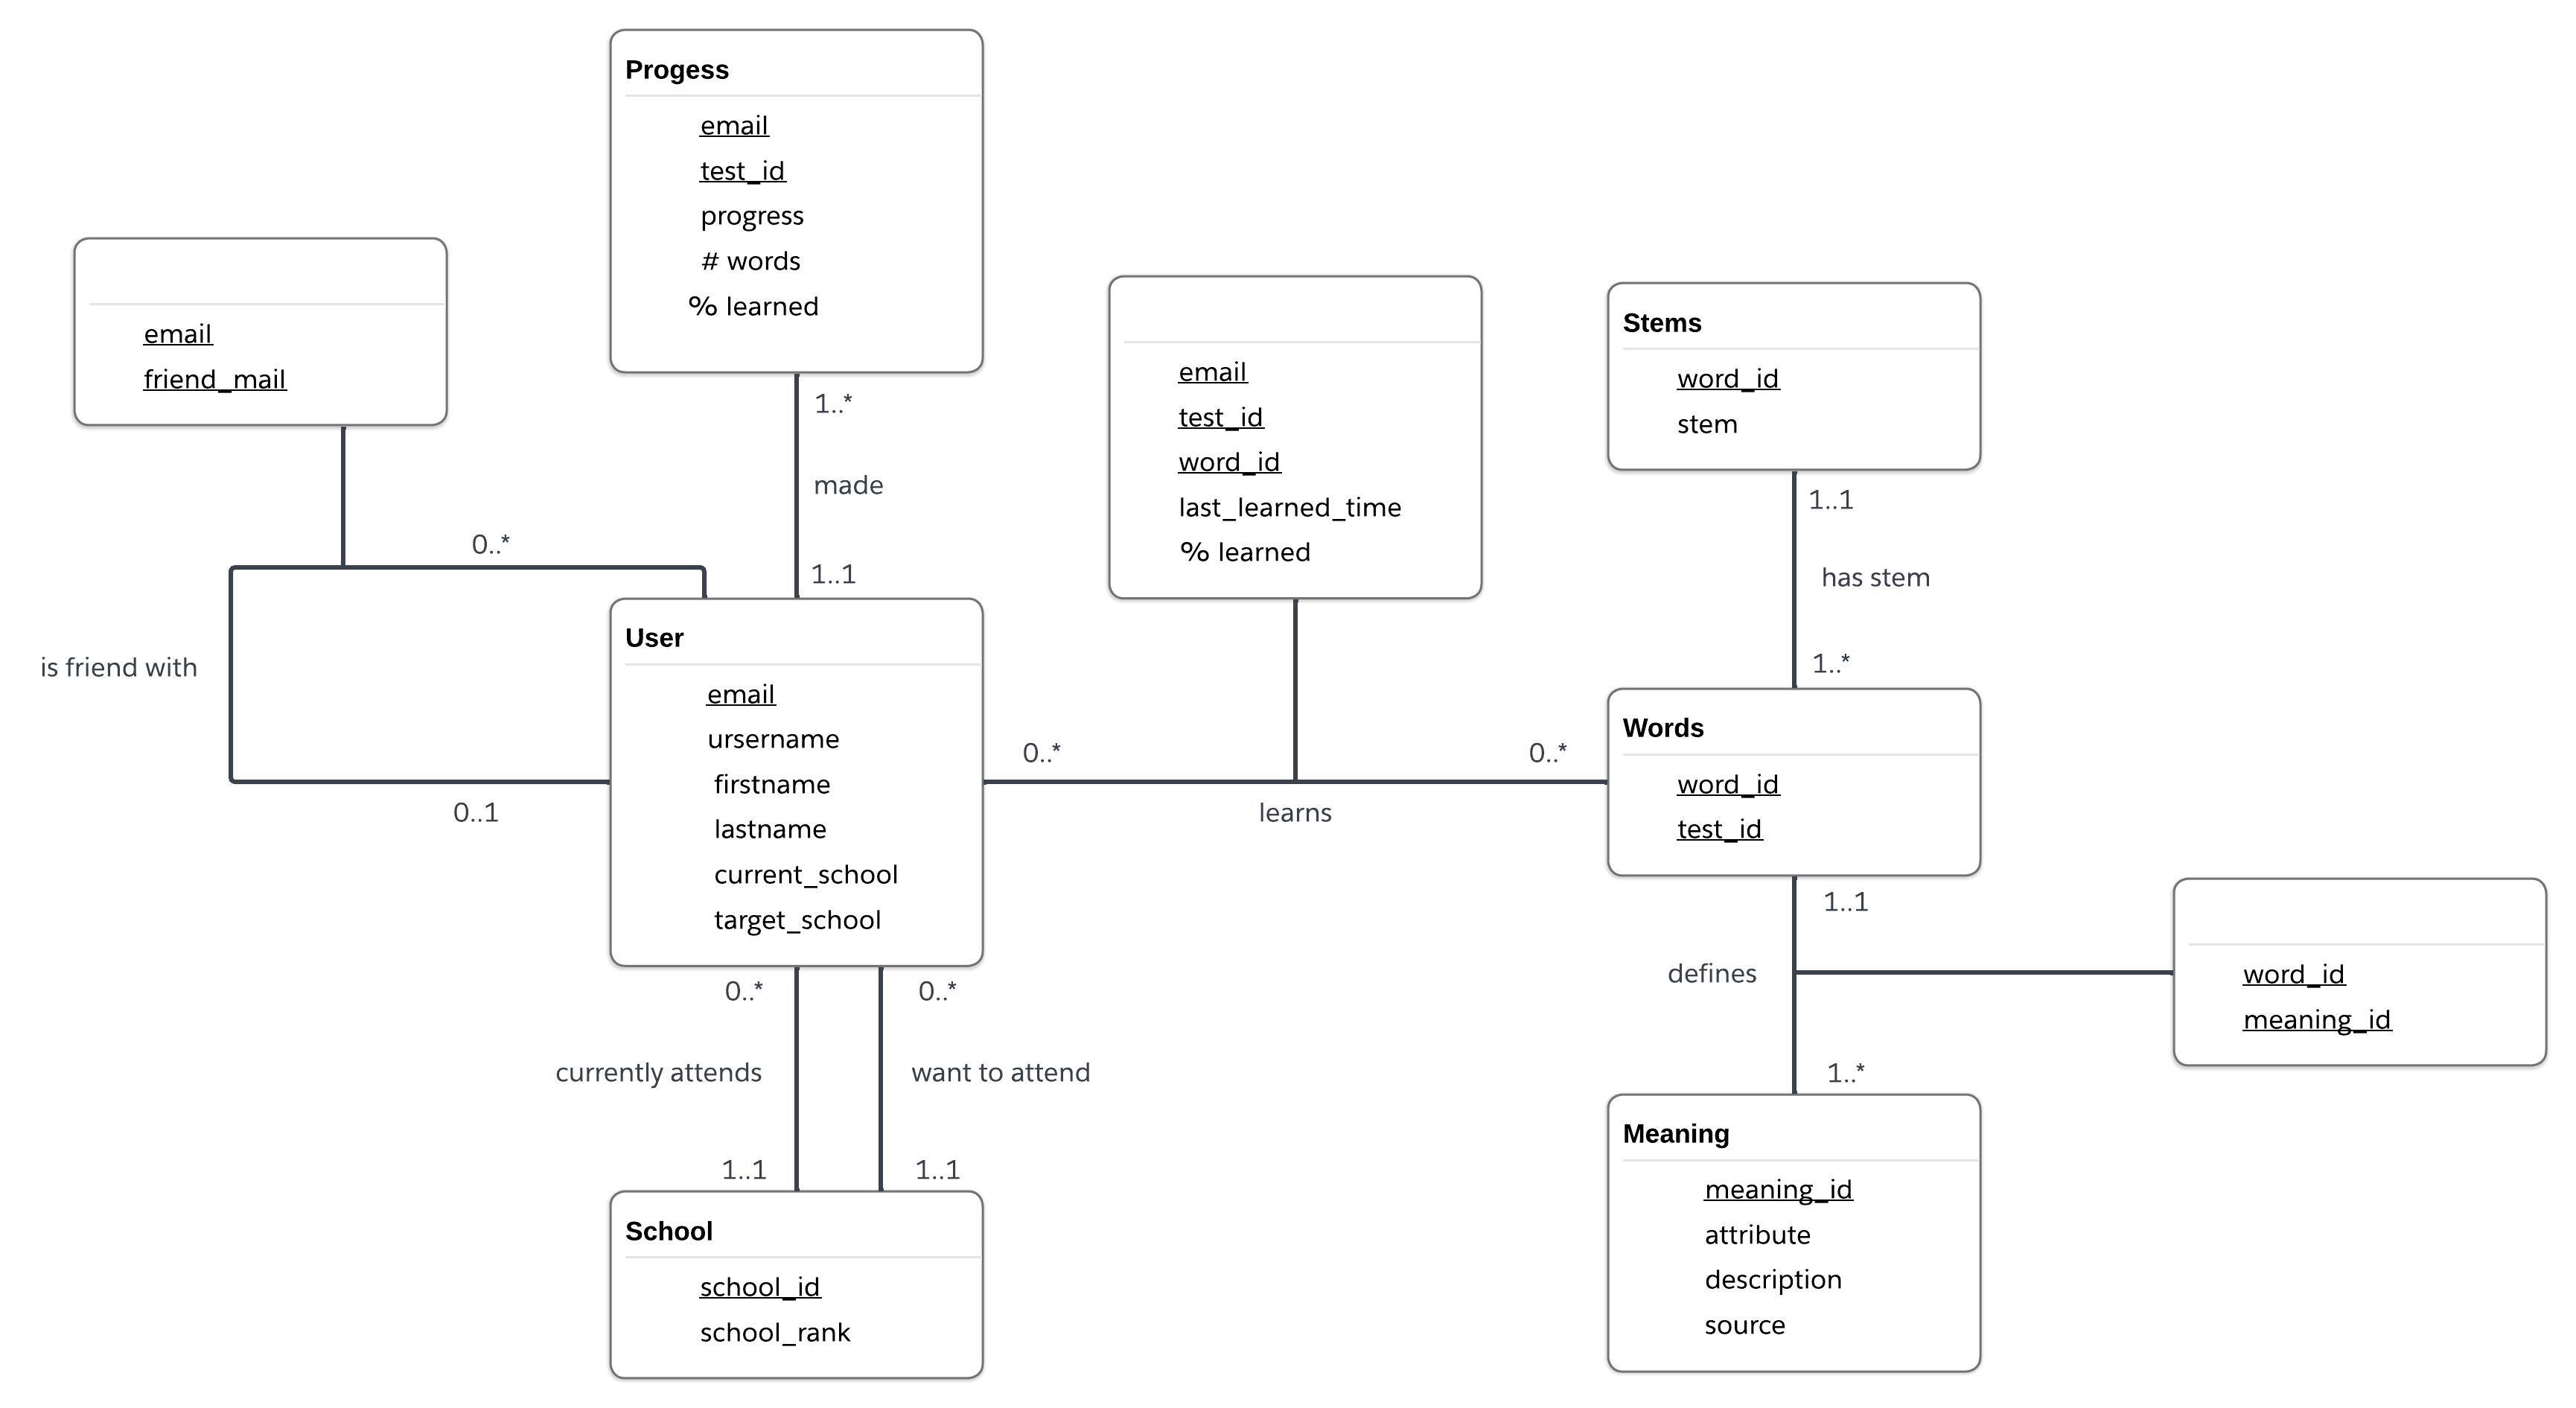 Progess
email
test_id
progress
# words
% learned
email
friend_mail
email
test_id
word_id
last_learned_time
% learned
Stems
word_id
stem
1..*
made
1..1
0..*
is friend with
0..1
1..1
has stem
1..*
User
email
ursername
firstname
lastname
current_school
target_school
0..*
0..*
learns
Words
word_id
test_id
1..1
defines
1..*
word_id
meaning_id
0..*
0..*
currently attends
want to attend
1..1
1..1
School
school_id
school_rank
Meaning
meaning_id
attribute
description
source